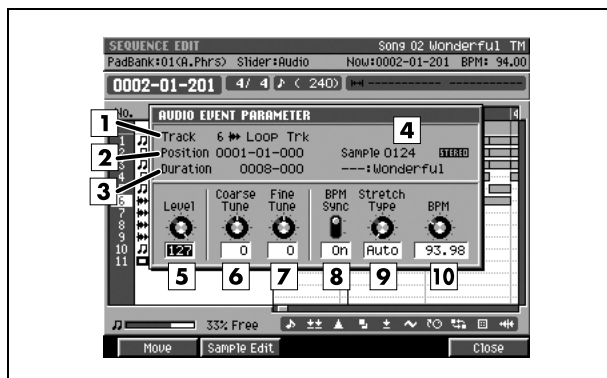 SEQUENCE EDIT Song 02 Wonderful TM
PadBank:01(A.Phrs) Slider:Audio Now:0002-01-201 BPM: 94.00
0002-01-201 4/ 4 ♪ ( 240)
No.
AUDIO EVENT PARAMETER
4
1 Track 6 Loop Trk
2 Position 0001-01-000 Sample 0124 STEREO
3 Duration 0008-000 ---:Wonderful
1
2
3
4
5
6
7
8
9
10
11
Level Coarse Tune Fine Tune BPM Sync Stretch Type BPM
127 0 0 On Auto 93.98
5 6 7 8 9 10
33% Free
Move Sample Edit Close